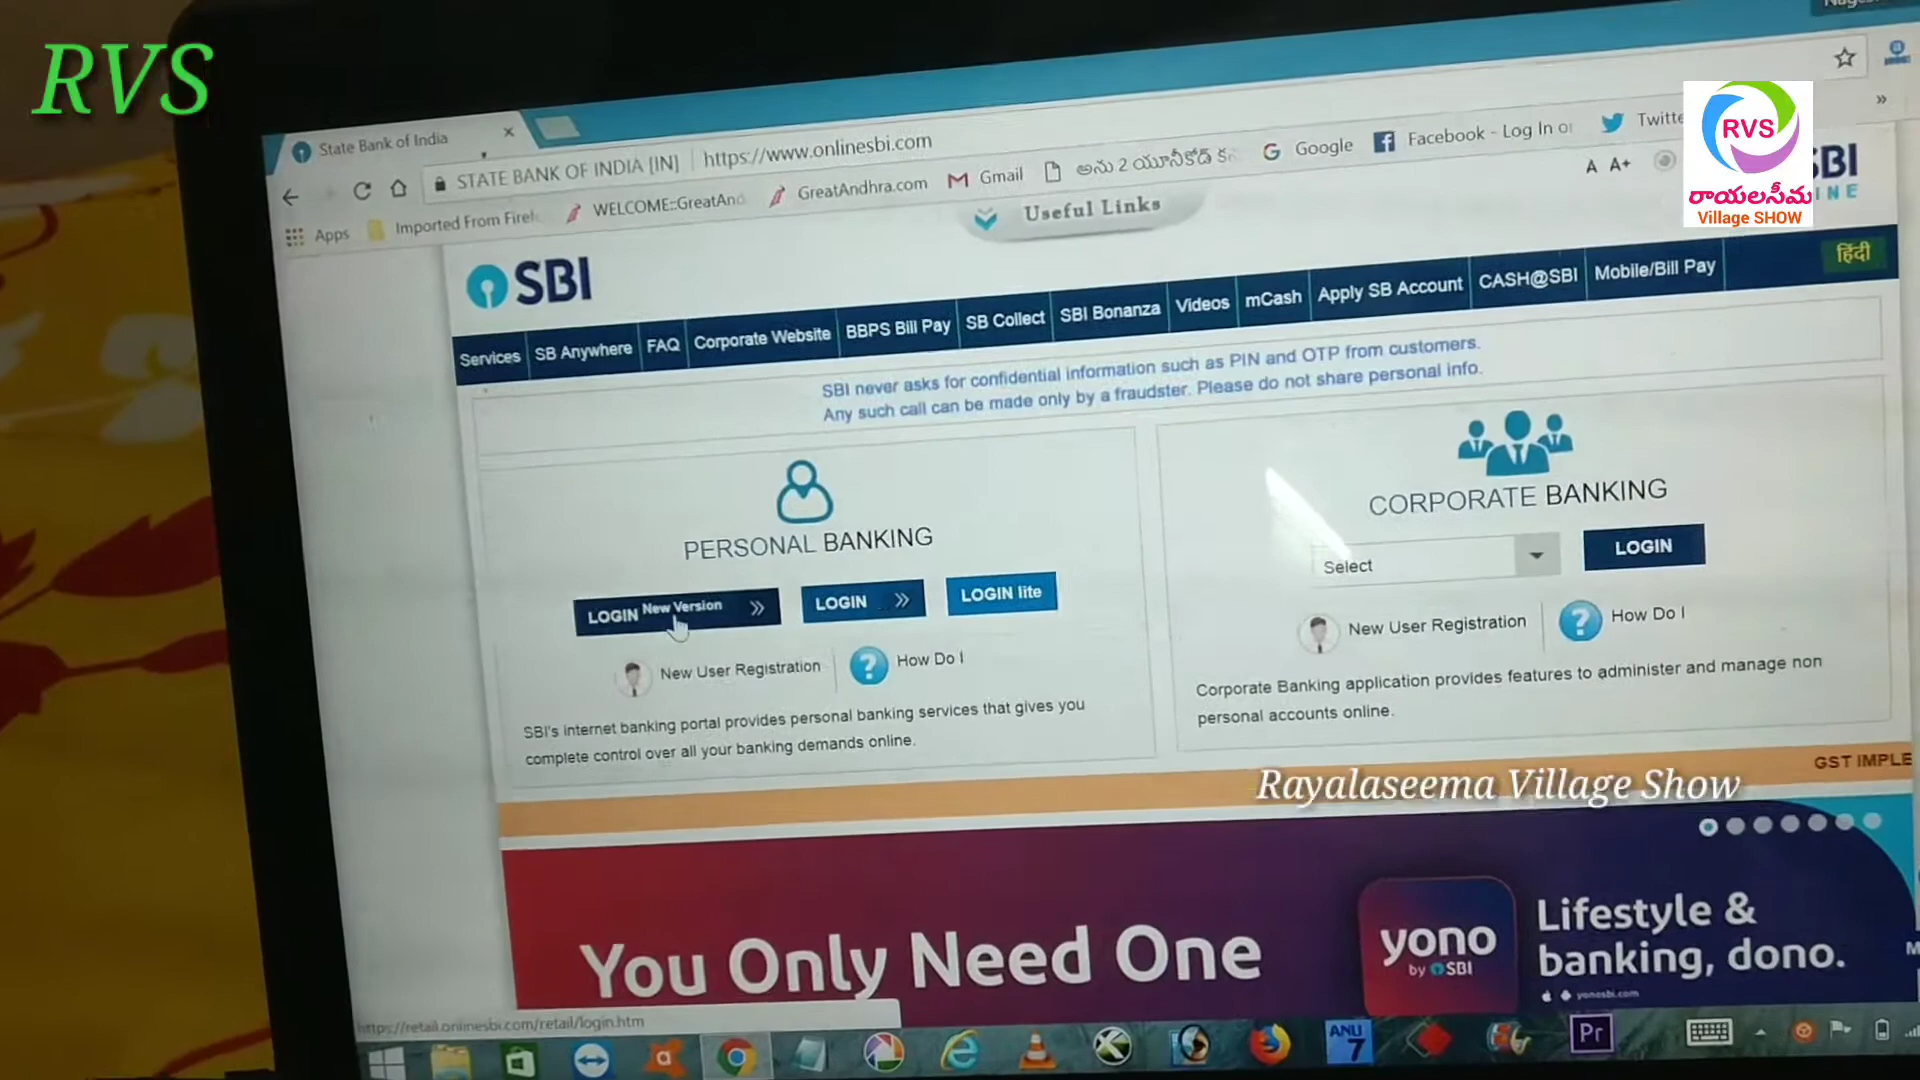 RVS
State Bank of India
STATE BANK OF INDIA [IN] https://www.onlinesbi.com
Apps
WELCOME::GreatAnd
GreatAndhra.com
Gmail
అను 2 యూనీకోడ్
Google
Facebook - Log In or
RVS
రాయలసీమ
Village SHOW
A A+
Useful Links
SBI
हिंदी
Services SB Anywhere FAQ Corporate Website BBPS Bill Pay SB Collect SBI Bonanza Videos mCash Apply SB Account CASH@SBI Mobile/Bill Pay
SBI never asks for confidential information such as PIN and OTP from customers.
Any such call can be made only by a fraudster. Please do not share personal info.
PERSONAL BANKING
LOGIN New Version
LOGIN
LOGIN lite
New User Registration
How Do I
SBI's internet banking portal provides personal banking services that gives you
complete control over all your banking demands online.
CORPORATE BANKING
Select
LOGIN
New User Registration
How Do I
Corporate Banking application provides features to administer and manage non
personal accounts online.
GST IMPLE
Rayalaseema Village Show
You Only Need One
yono
by SBI
Lifestyle &
banking, dono.
yonosbi.com
https://retail.onlinesbi.com/retail/login.htm
ANU
7
Pr